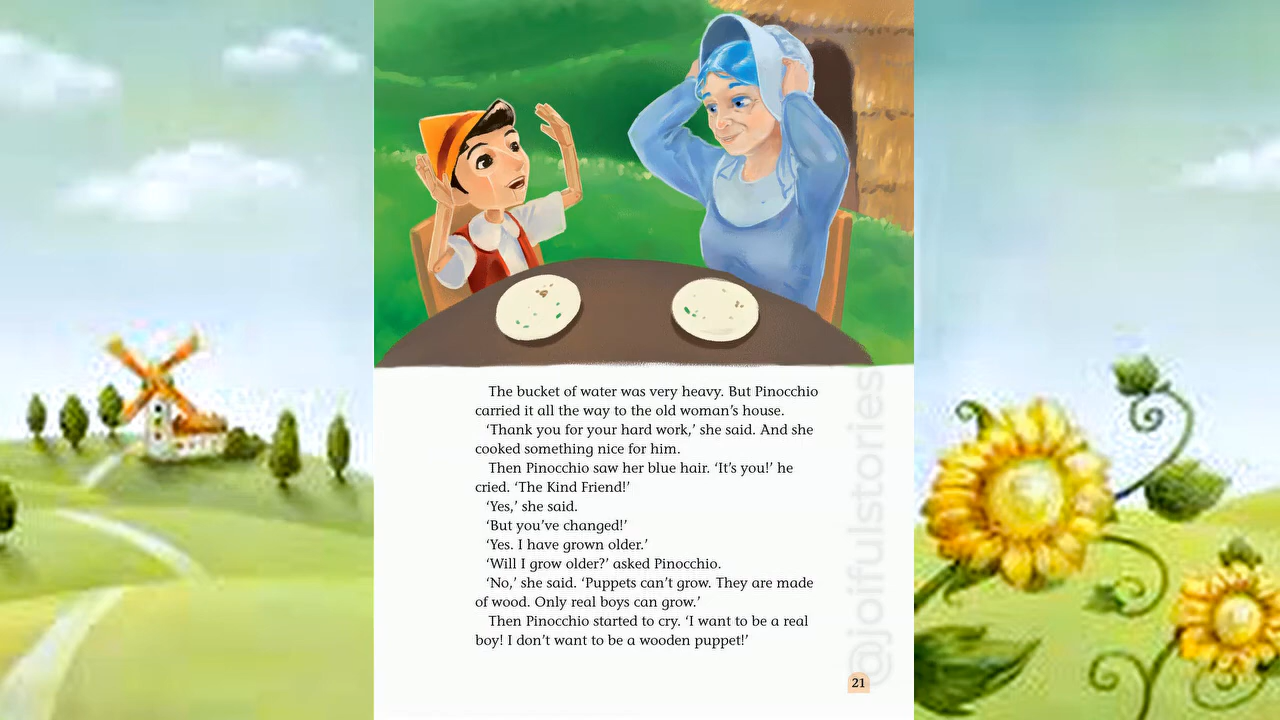 The bucket of water was very heavy. But Pinocchio
carried it all the way to the old woman's house.
'Thank you for your hard work,' she said. And she
cooked something nice for him.
Then Pinocchio saw her blue hair. 'It's you!' he
cried. 'The Kind Friend!'
'Yes,' she said.
'But you've changed!'
'Yes. I have grown older.'
'Will I grow older?' asked Pinocchio.
'No,' she said. 'Puppets can't grow. They are made
of wood. Only real boys can grow.'
Then Pinocchio started to cry. 'I want to be a real
boy! I don't want to be a wooden puppet!'
@joifulstories
21